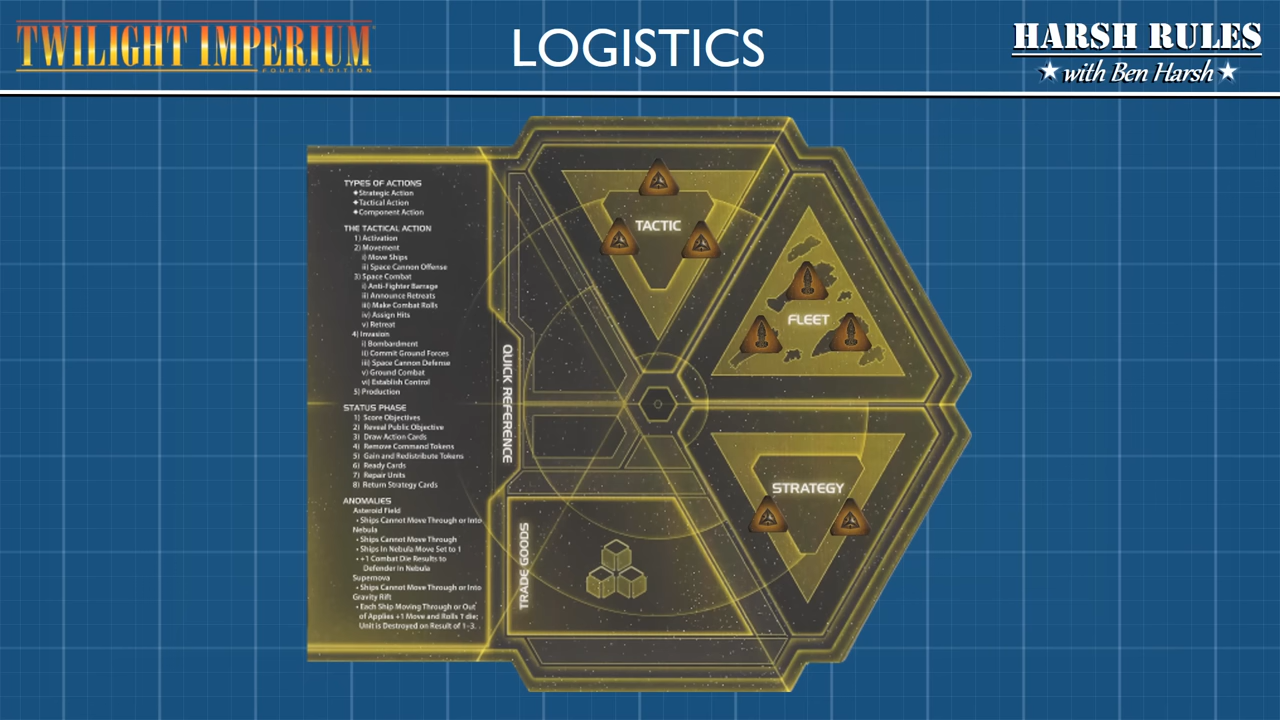 TWILIGHT IMPERIUM
FOURTH EDITION
LOGISTICS
HARSH RULES
with Ben Harsh
TYPES OF ACTIONS
Strategic Action
Tactical Action
Component Action
THE TACTICAL ACTION
1) Activation
2) Movement
i) Move Ships
ii) Space Cannon Offense
3) Space Combat
i) Anti-Fighter Barrage
ii) Announce Retreats
iii) Make Combat Rolls
iv) Assign Hits
v) Retreat
4) Invasion
i) Bombardment
ii) Commit Ground Forces
iii) Space Cannon Defense
v) Ground Combat
vi) Establish Control
5) Production
STATUS PHASE
1) Score Objectives
2) Reveal Public Objective
3) Draw Action Cards
4) Remove Command Tokens
5) Gain and Redistribute Tokens
6) Ready Cards
7) Repair Units
8) Return Strategy Cards
ANOMALIES
Asteroid Field
• Ships Cannot Move Through or Into
Nebula
• Ships Cannot Move Through
• Ships In Nebula Move Set to 1
• +1 Combat Die Results to
Defender In Nebula
Supernova
• Ships Cannot Move Through or Into
Gravity Rift
• Each Ship Moving Through or Out
of Applies +1 Move and Rolls 1 die;
Unit is Destroyed on Result of 1-3.
QUICK REFERENCE
TRADE GOODS
TACTIC
FLEET
STRATEGY